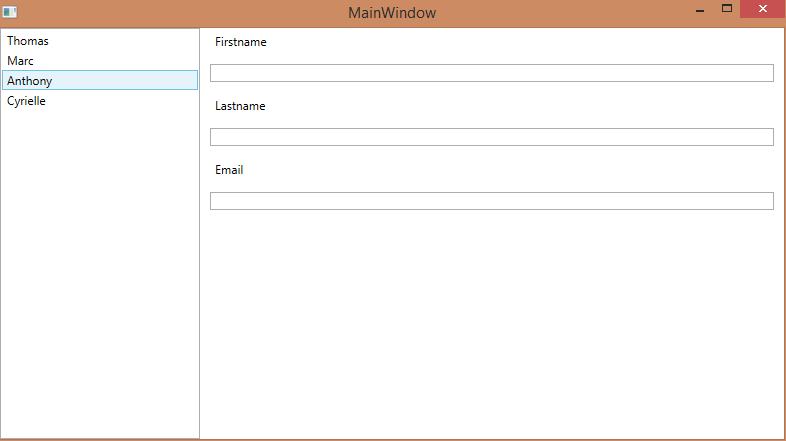 MainWindow
Thomas
Marc
Anthony
Cyrielle
Firstname
Lastname
Email